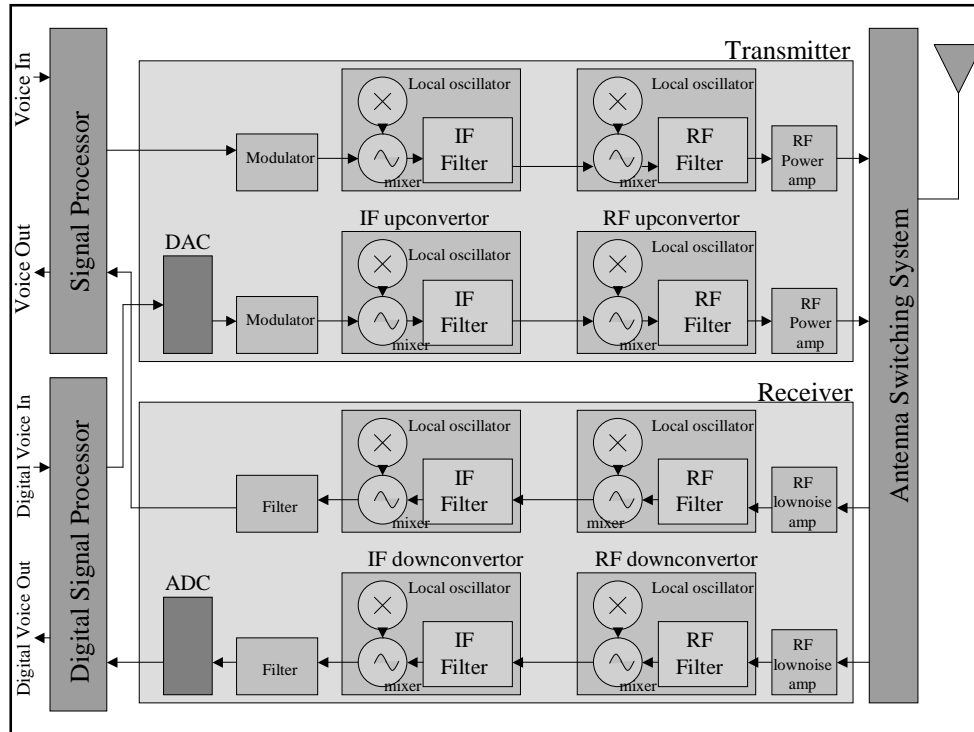 Transmitter
Voice In
Voice Out
Signal Processor
Local oscillator
Local oscillator
Modulator
mixer
IF
Filter
mixer
RF
Filter
RF
Power
amp
IF upconvertor
RF upconvertor
DAC
Local oscillator
Local oscillator
Modulator
mixer
IF
Filter
mixer
RF
Filter
RF
Power
amp
Antenna Switching System
Receiver
Digital Voice In
Digital Voice Out
Digital Signal Processor
Local oscillator
Local oscillator
Filter
mixer
IF
Filter
mixer
RF
Filter
RF
lownoise
amp
IF downconvertor
RF downconvertor
ADC
Local oscillator
Local oscillator
Filter
mixer
IF
Filter
mixer
RF
Filter
RF
lownoise
amp